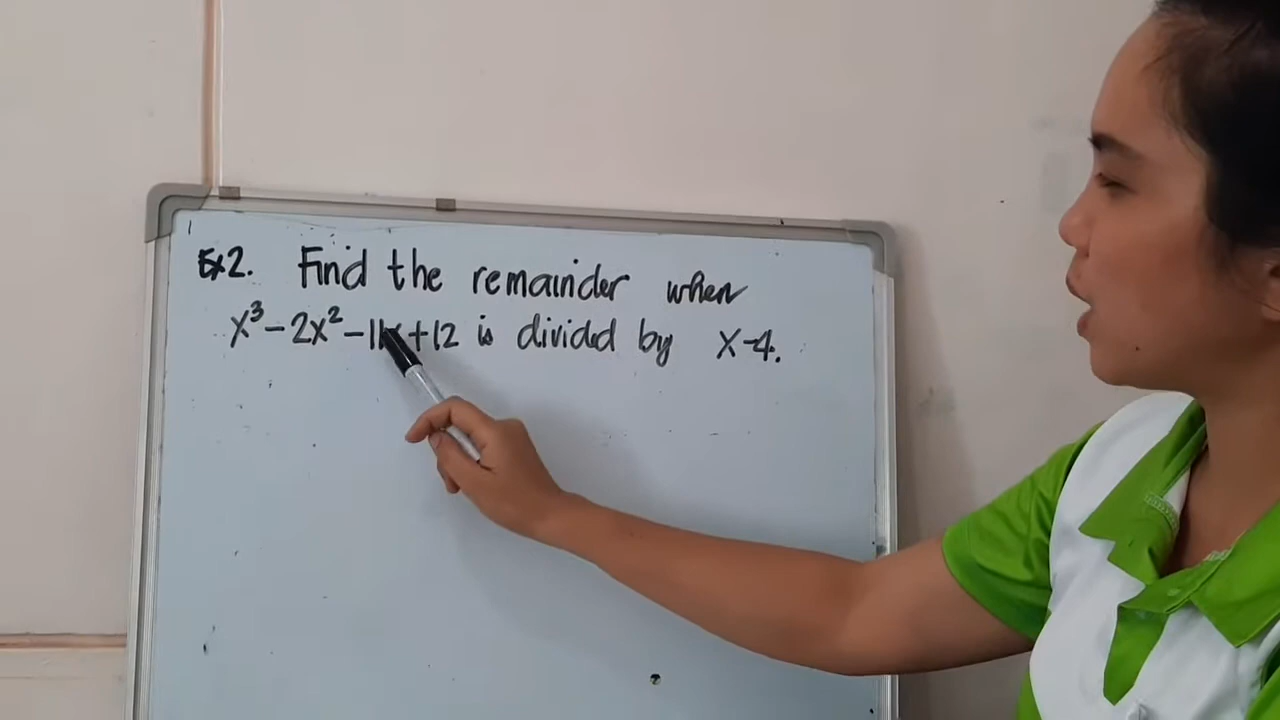 Ex2. Find the remainder when
x³ - 2x² - 11x + 12 is divided by x-4.